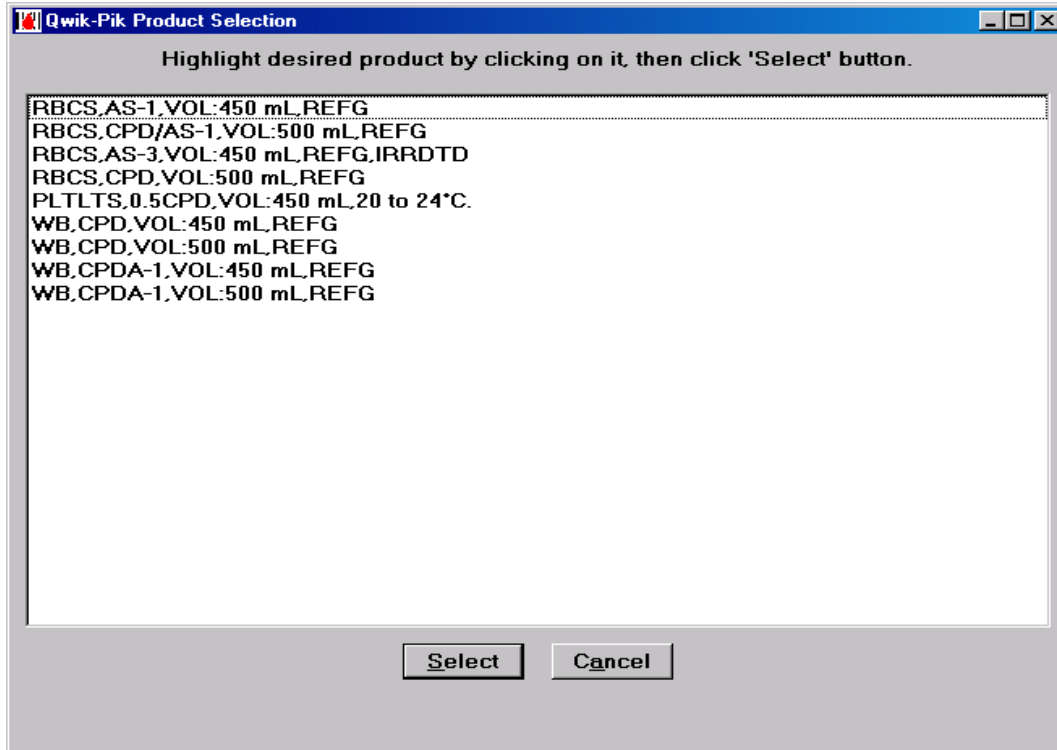 Qwik-Pik Product Selection
Highlight desired product by clicking on it, then click 'Select' button.
RBCS,AS-1,VOL:450 mL,REFG
RBCS,CPD/AS-1,VOL:500 mL,REFG
RBCS,AS-3,VOL:450 mL,REFG,IRRDTD
RBCS,CPD,VOL:500 mL,REFG
PLTLTS,0.5CPD,VOL:450 mL,20 to 24°C.
WB,CPD,VOL:450 mL,REFG
WB,CPD,VOL:500 mL,REFG
WB,CPDA-1,VOL:450 mL,REFG
WB,CPDA-1,VOL:500 mL,REFG
Select Cancel